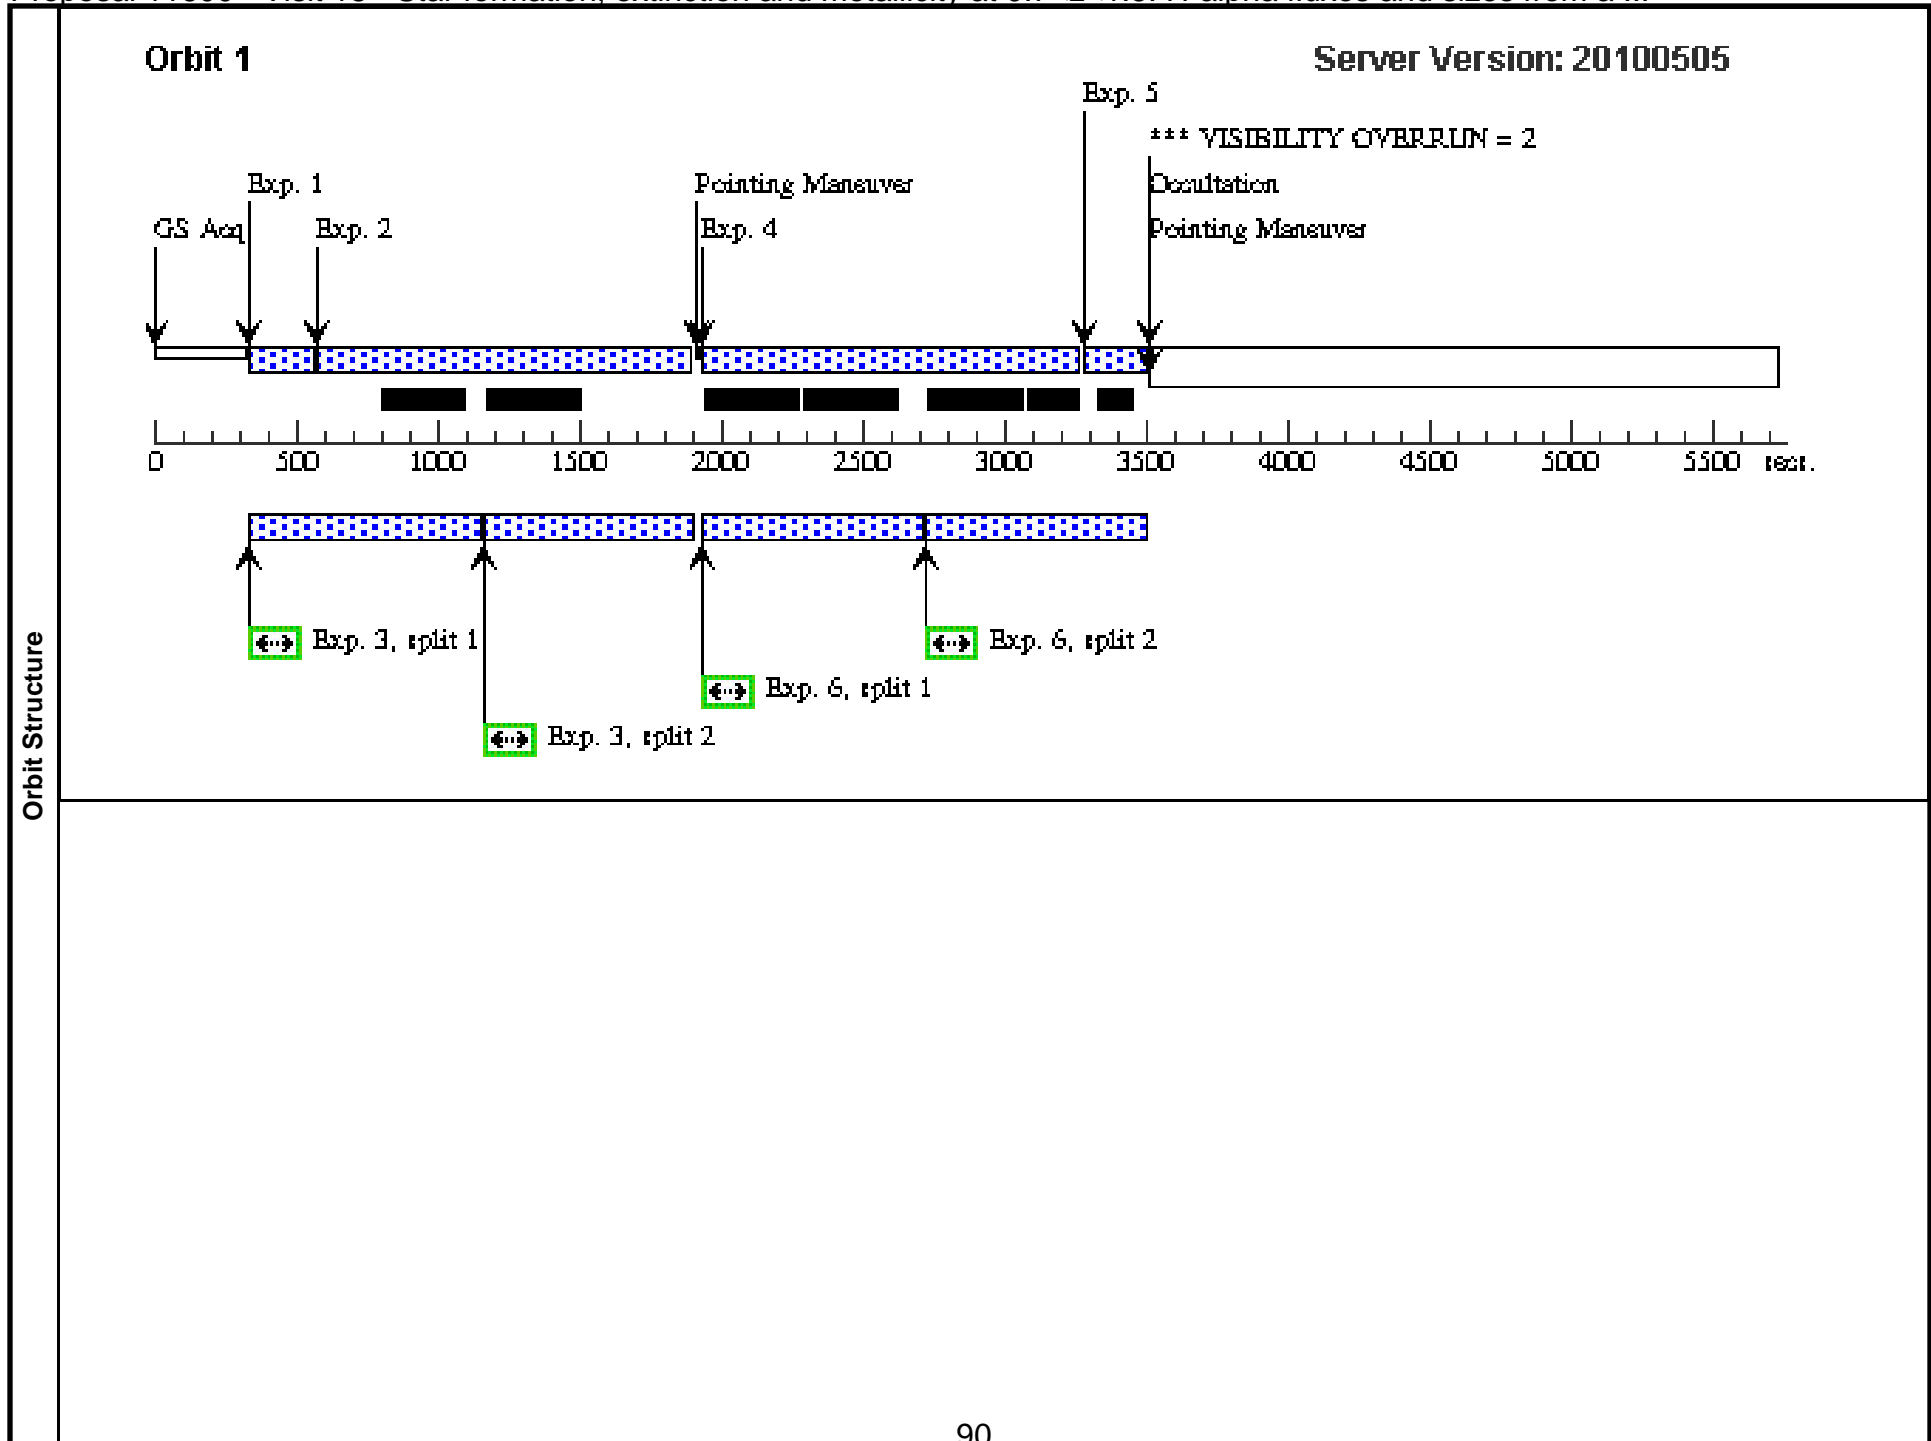 Orbit 1
Server Version: 20100505
Exp. 5
*** VISIBILITY OVERRUN = 2
Exp. 1
Pointing Maneuver
Occultation
GS Acq
Exp. 2
Exp. 4
Pointing Maneuver
0 500 1000 1500 2000 2500 3000 3500 4000 4500 5000 5500 secs.
Exp. 3, split 1
Exp. 6, split 2
Exp. 6, split 1
Exp. 3, split 2
Orbit Structure
90